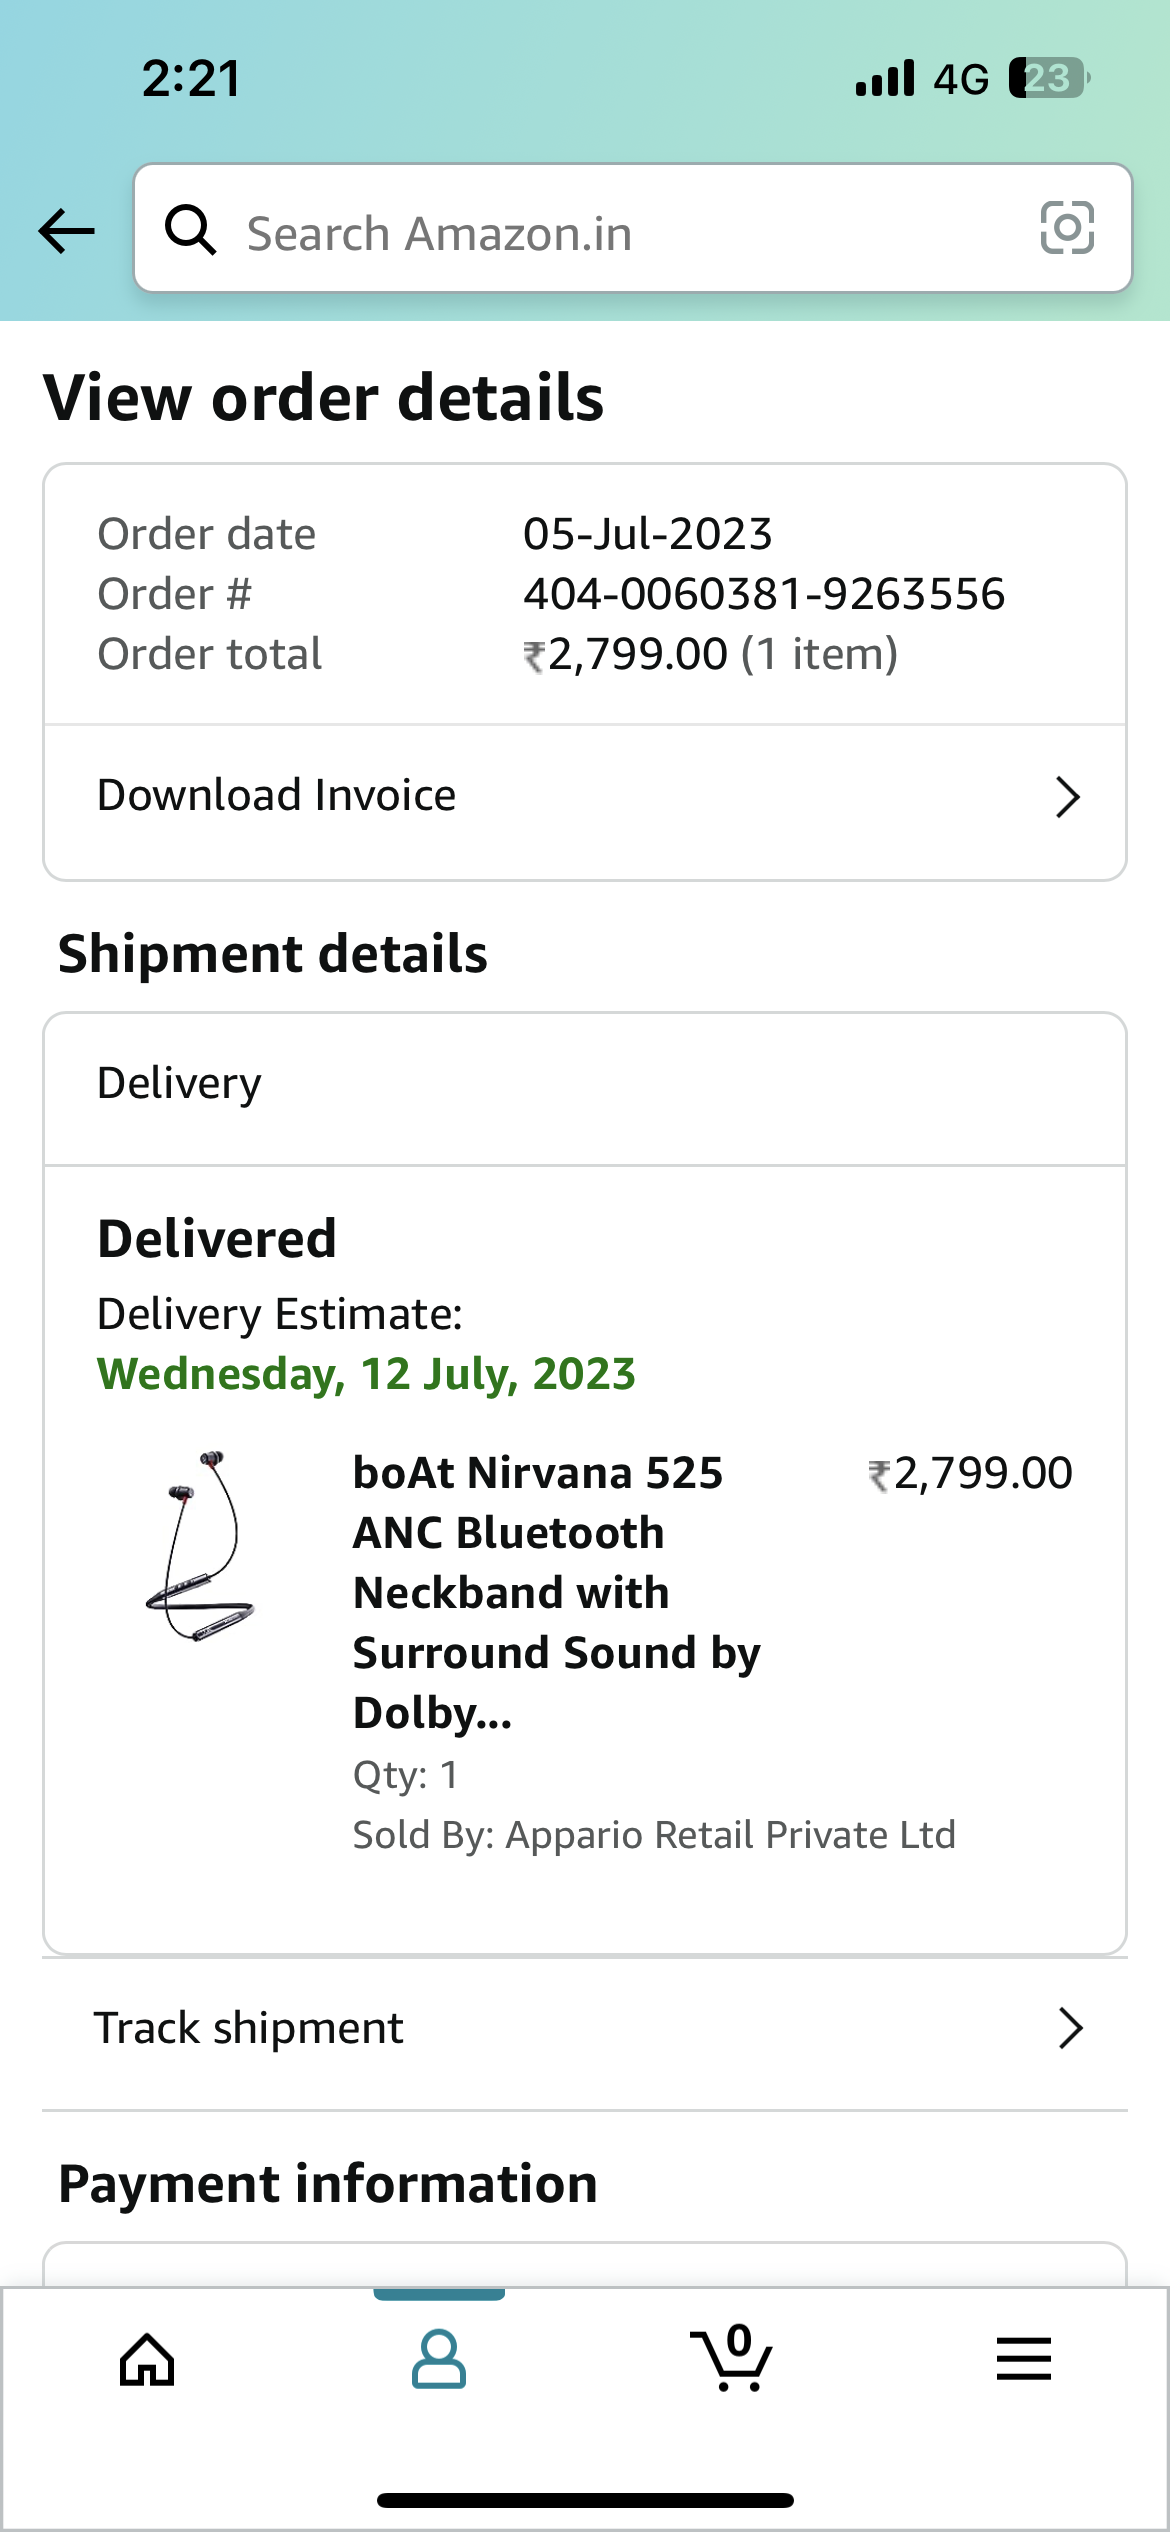 2:21
4G 23
Search Amazon.in
View order details
Order date 05-Jul-2023
Order # 404-0060381-9263556
Order total ₹2,799.00 (1 item)
Download Invoice
Shipment details
Delivery
Delivered
Delivery Estimate:
Wednesday, 12 July, 2023
boAt Nirvana 525 ₹2,799.00
ANC Bluetooth
Neckband with
Surround Sound by
Dolby...
Qty: 1
Sold By: Appario Retail Private Ltd
Track shipment
Payment information
0